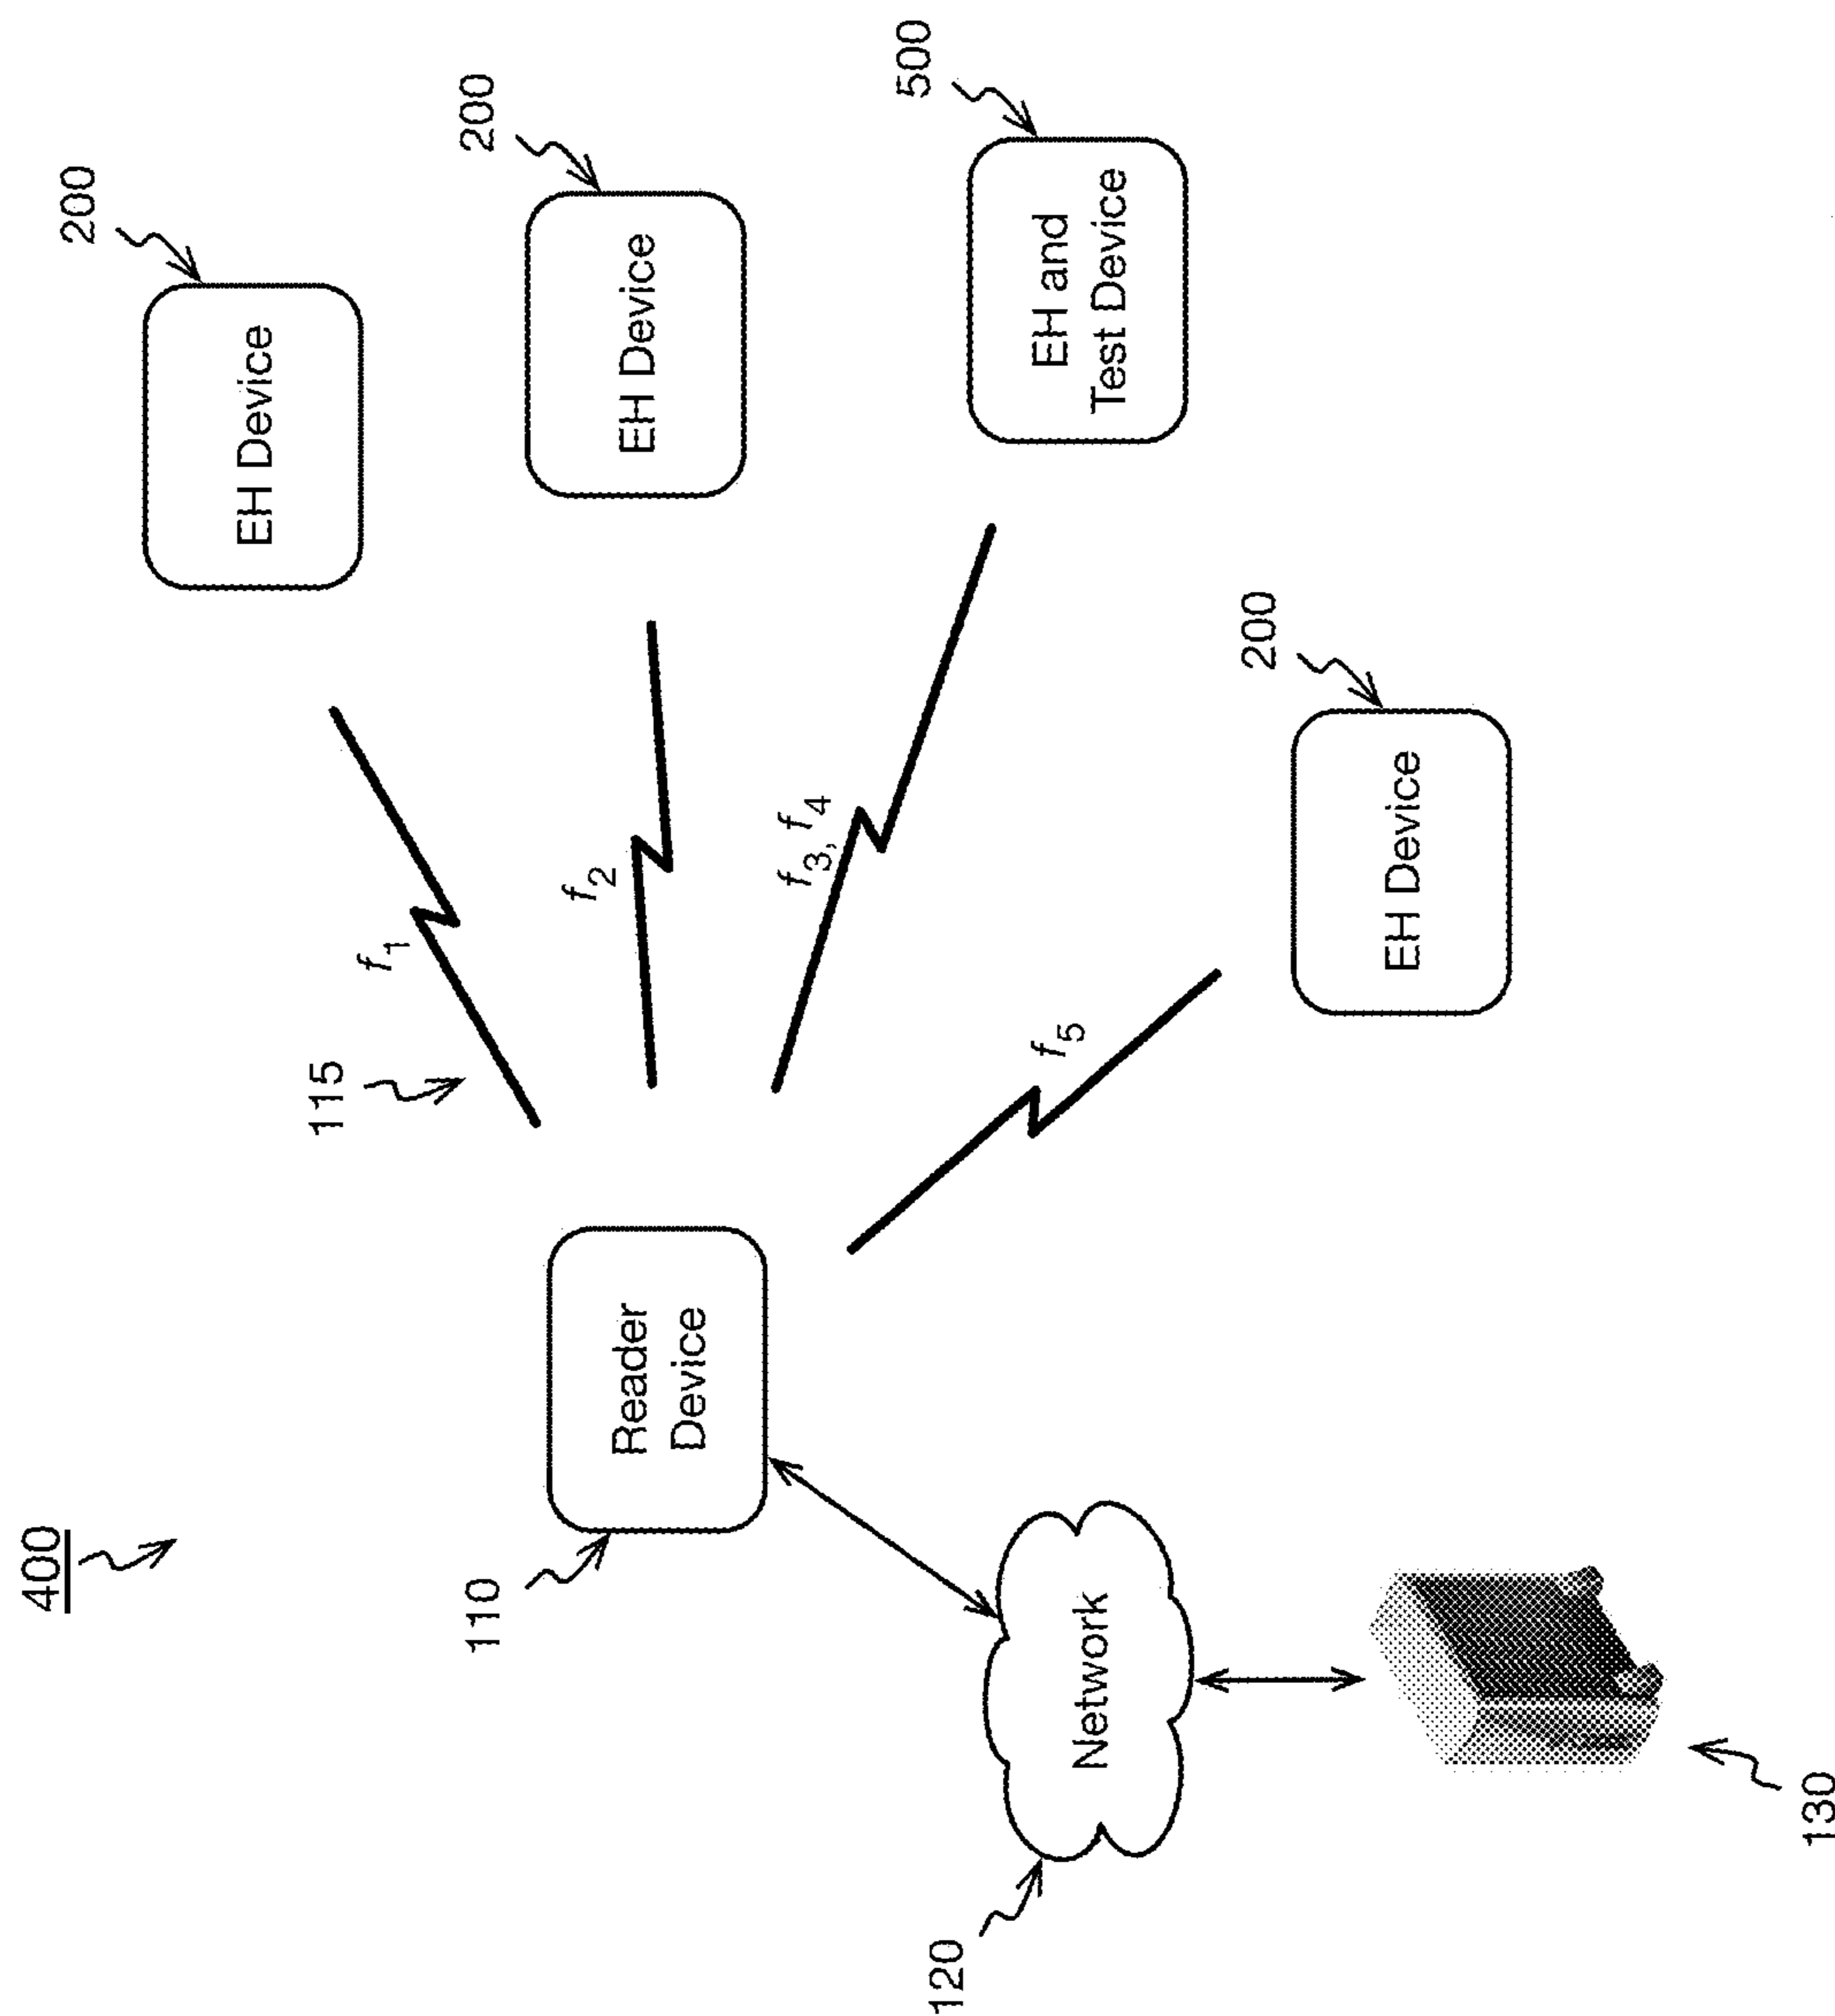 400
200
EH Device
200
EH Device
115
f1
f2
110
Reader
Device
f3, f4
500
EH and
Test Device
f5
200
EH Device
120
Network
130